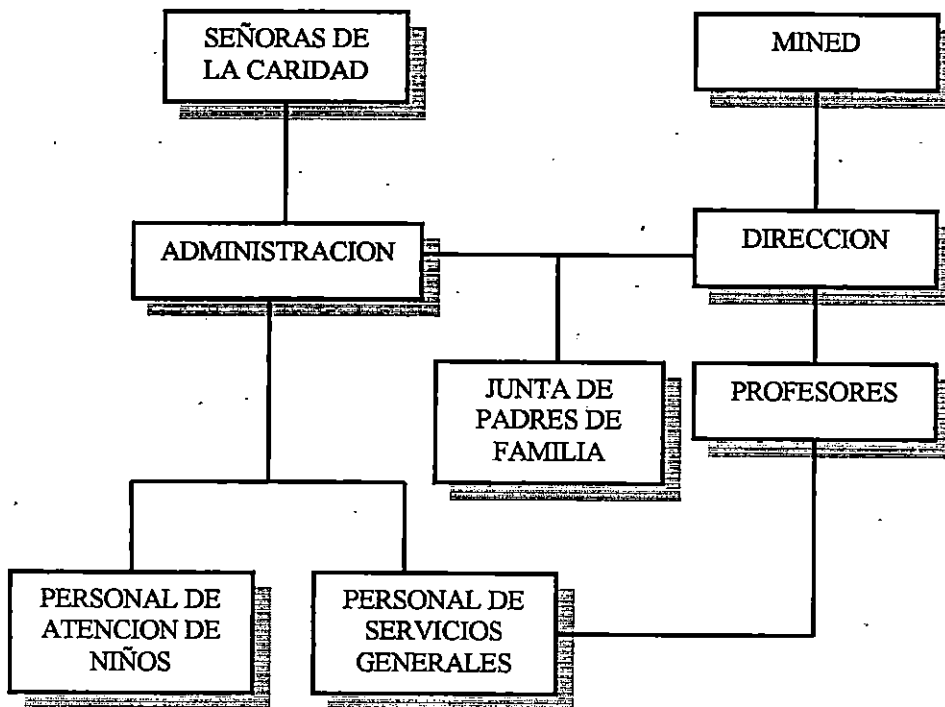 SEÑORAS DE
LA CARIDAD
MINED
ADMINISTRACION
DIRECCION
JUNTA DE
PADRES DE
FAMILIA
PROFESORES
PERSONAL DE
ATENCION DE
NIÑOS
PERSONAL DE
SERVICIOS
GENERALES